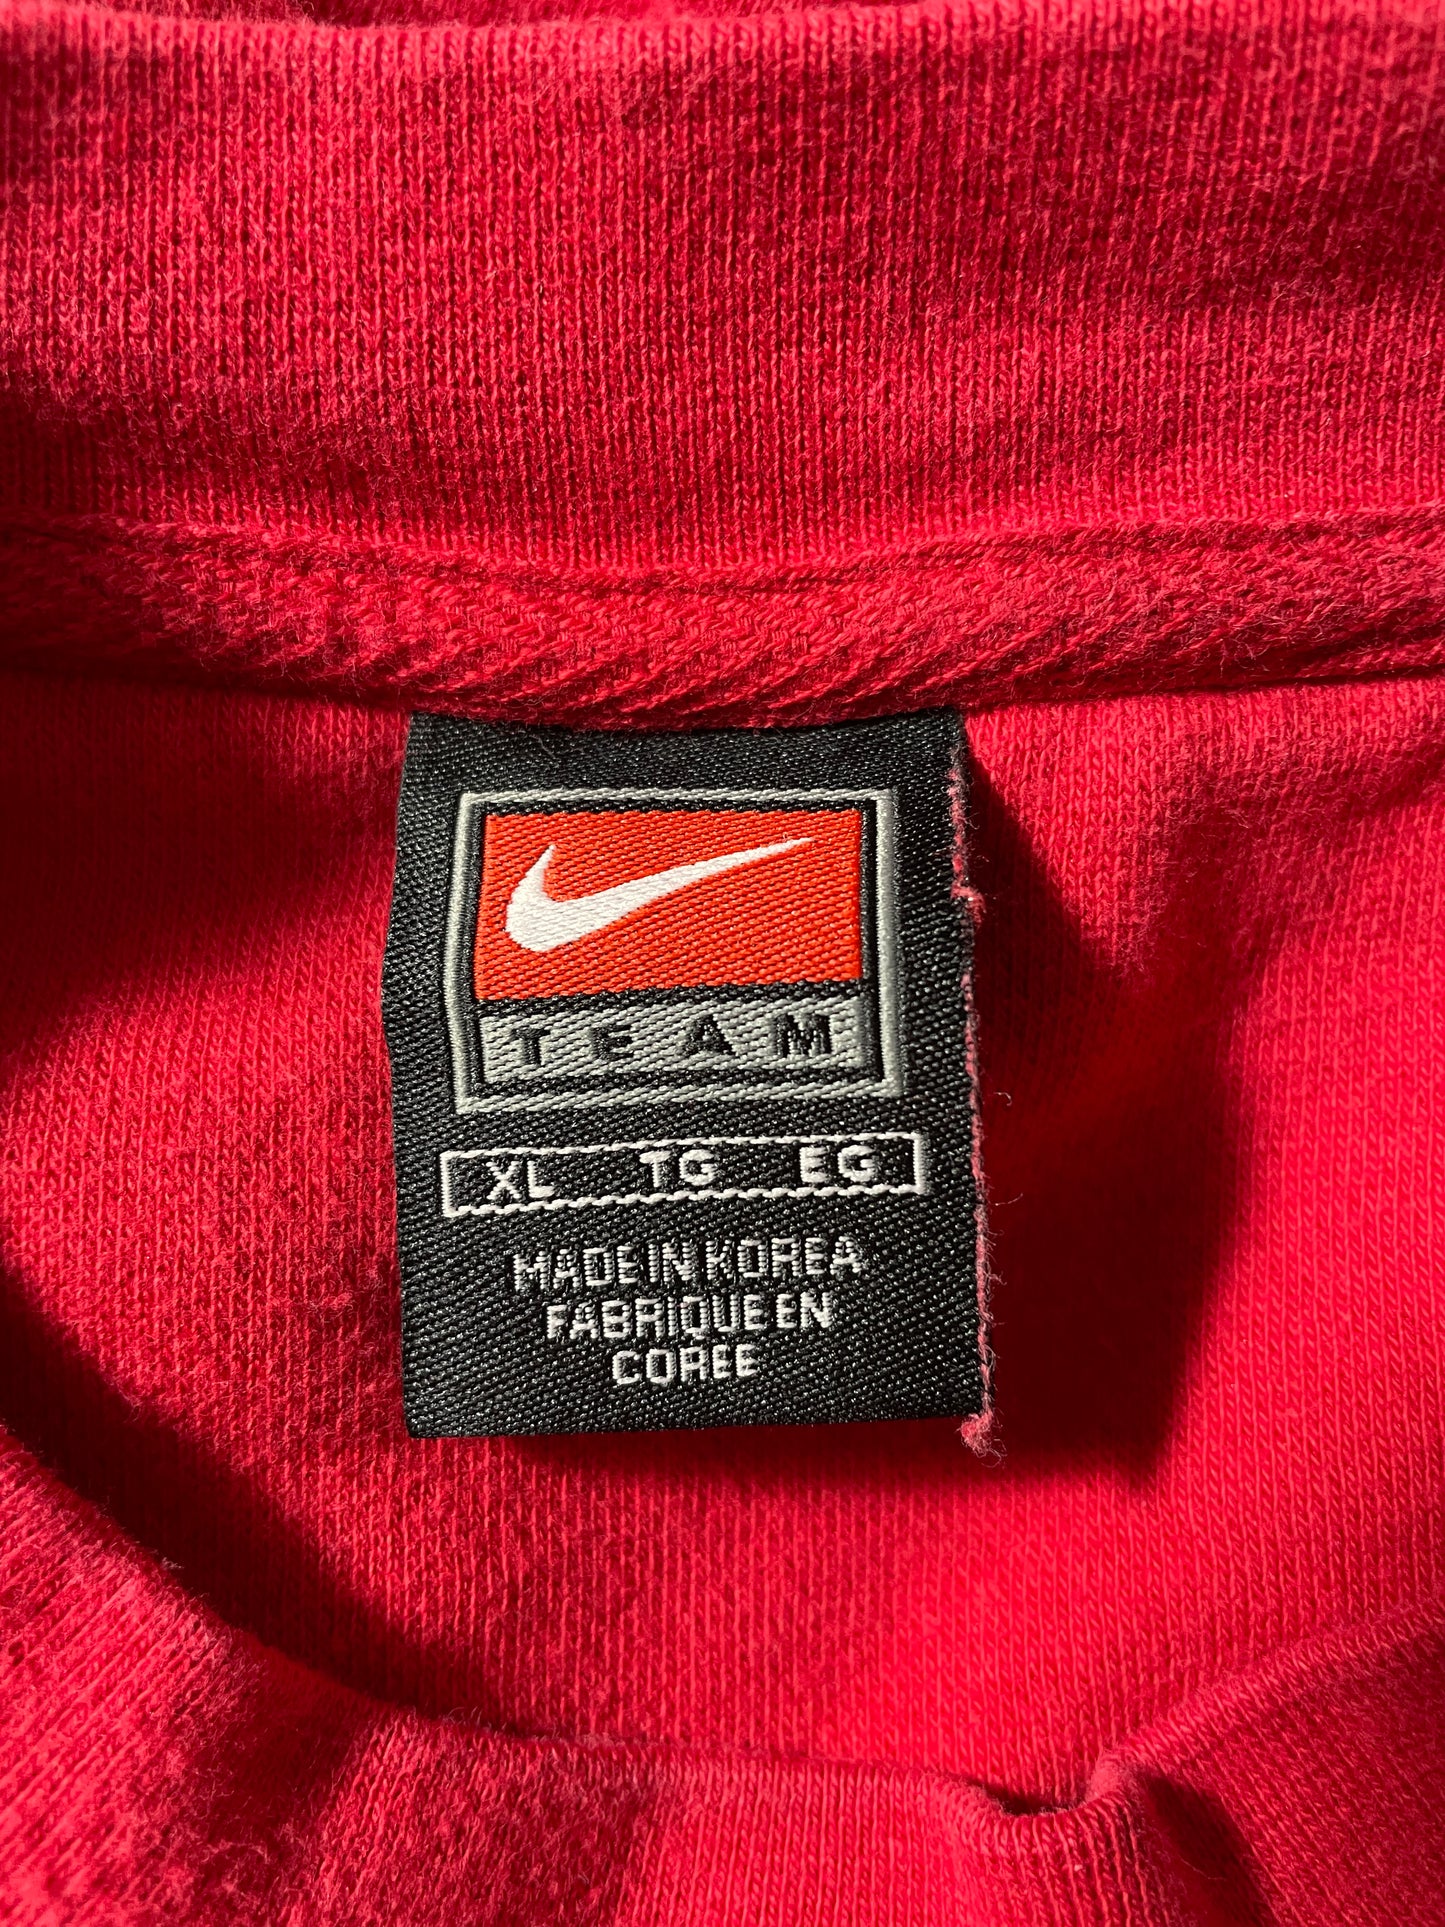 TEAM
XL TG EG
MADE IN KOREA
FABRIQUE EN
COREE